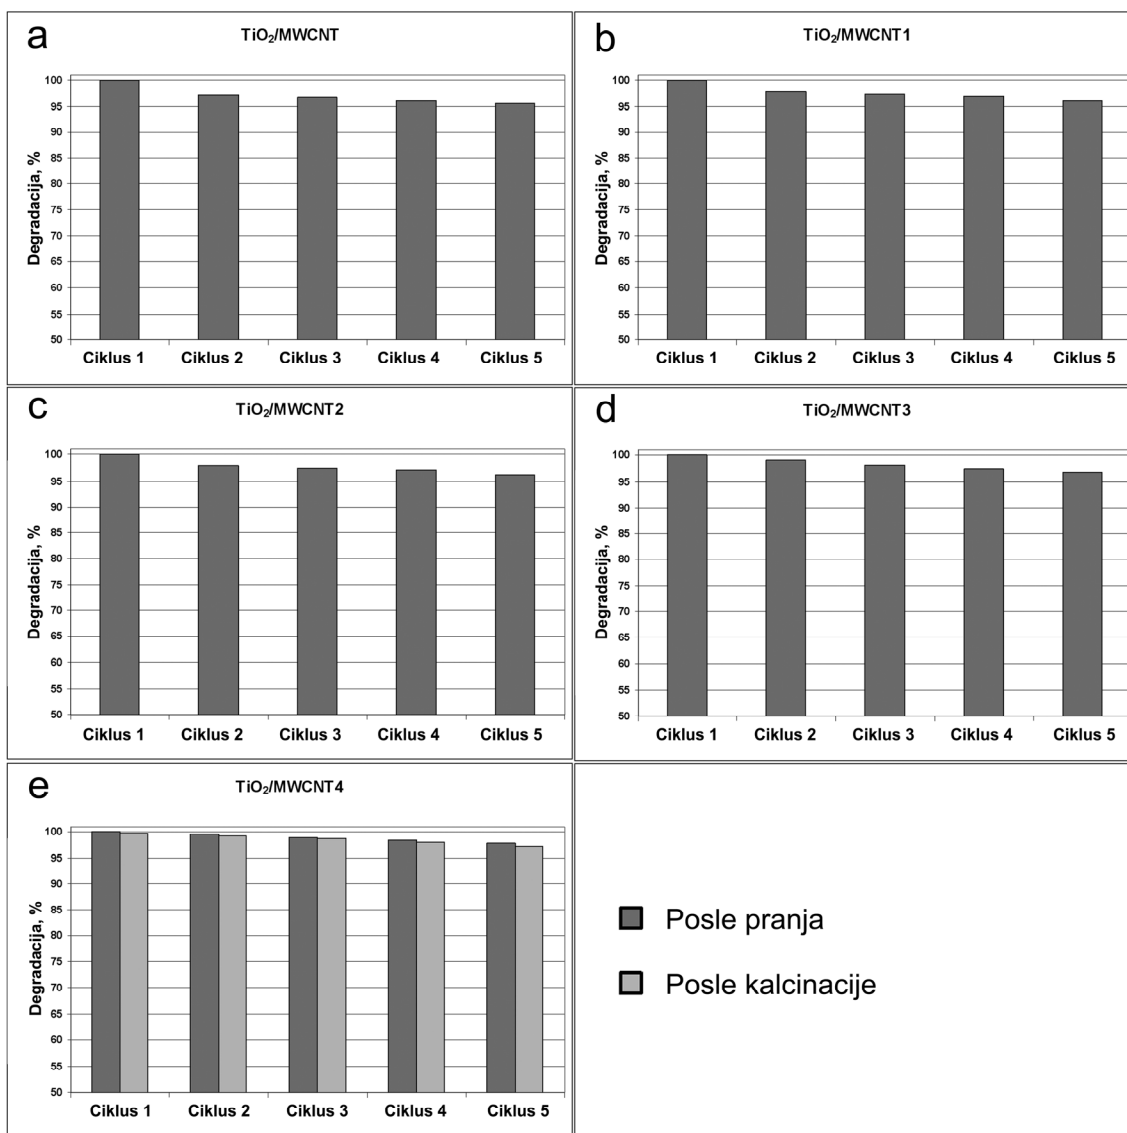 a
TiO₂/MWCNT
Degradacija, %
100
95
90
85
80
75
70
65
60
55
50
Ciklus 1 Ciklus 2 Ciklus 3 Ciklus 4 Ciklus 5
b
TiO₂/MWCNT1
Degradacija, %
100
95
90
85
80
75
70
65
60
55
50
Ciklus 1 Ciklus 2 Ciklus 3 Ciklus 4 Ciklus 5
c
TiO₂/MWCNT2
Degradacija, %
100
95
90
85
80
75
70
65
60
55
50
Ciklus 1 Ciklus 2 Ciklus 3 Ciklus 4 Ciklus 5
d
TiO₂/MWCNT3
Degradacija, %
100
95
90
85
80
75
70
65
60
55
50
Ciklus 1 Ciklus 2 Ciklus 3 Ciklus 4 Ciklus 5
e
TiO₂/MWCNT4
Degradacija, %
100
95
90
85
80
75
70
65
60
55
50
Ciklus 1 Ciklus 2 Ciklus 3 Ciklus 4 Ciklus 5
Posle pranja
Posle kalcinacije